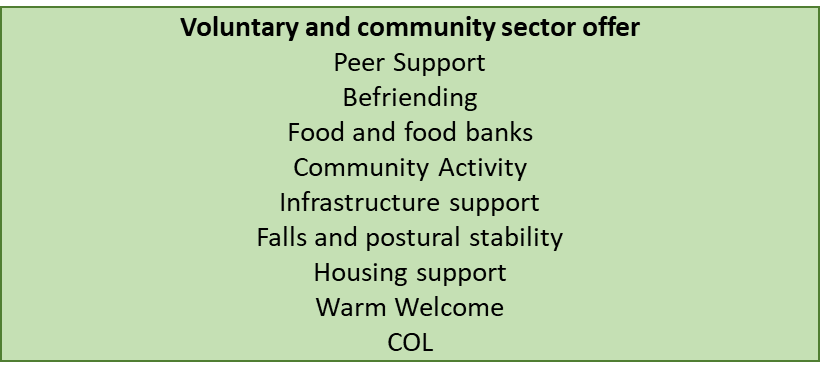 Voluntary and community sector offer
Peer Support
Befriending
Food and food banks
Community Activity
Infrastructure support
Falls and postural stability
Housing support
Warm Welcome
COL